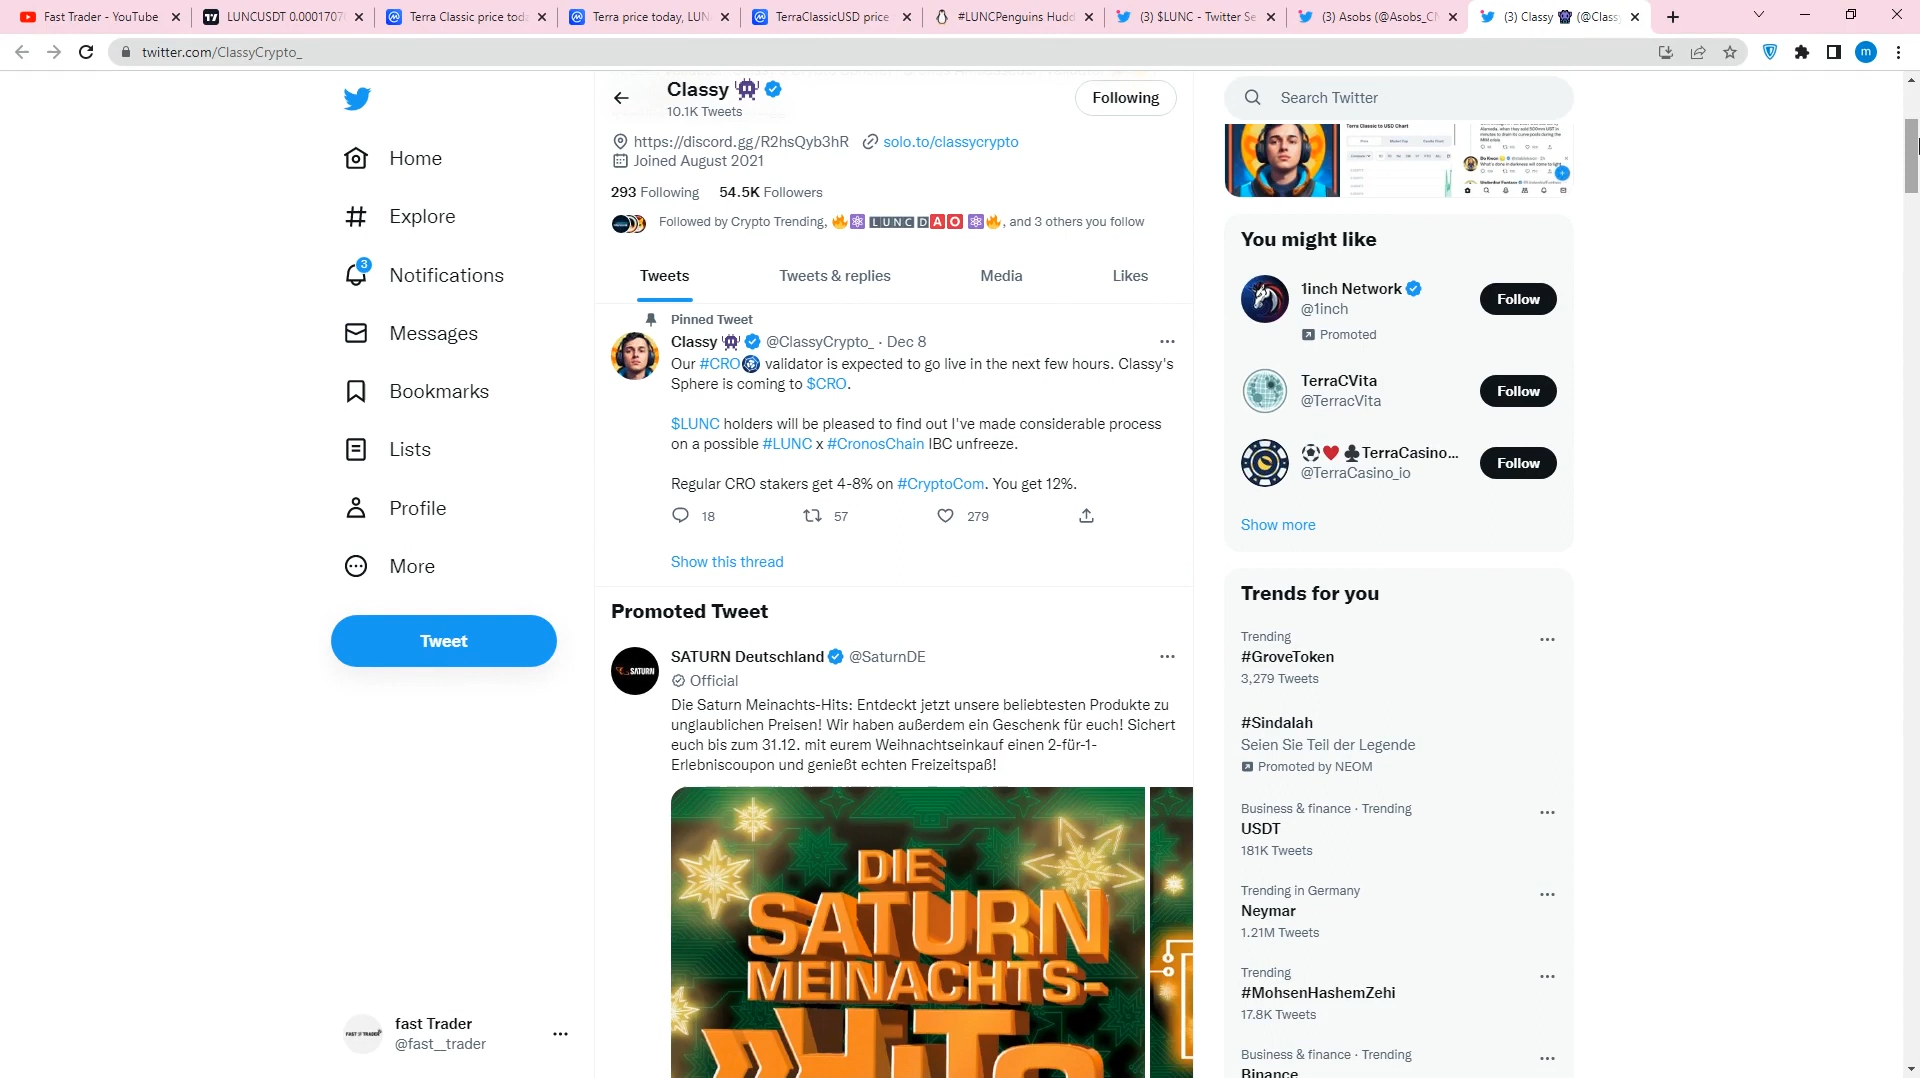 Fast Trader - YouTube
LUNCUSDT 0.0001707
Terra Classic price toda
Terra price today, LUN
TerraClassicUSD price
#LUNCPenguins Hudd
(3) $LUNC - Twitter Se
(3) Asobs (@Asobs_C
(3) Classy (@Class
twitter.com/ClassyCrypto_
m
Classy
10.1K Tweets
Following
https://discord.gg/R2hsQyb3hR solo.to/classycrypto
Joined August 2021
293 Following 54.5K Followers
Followed by Crypto Trending, 🔥⚛ LUNC DAO ⚛🔥, and 3 others you follow
Tweets
Tweets & replies
Media
Likes
Home
Explore
3
Notifications
Messages
Bookmarks
Lists
Profile
More
Tweet
fast Trader
@fast__trader
Pinned Tweet
Classy @ClassyCrypto_ · Dec 8
Our #CRO validator is expected to go live in the next few hours. Classy's
Sphere is coming to $CRO.
$LUNC holders will be pleased to find out I've made considerable process
on a possible #LUNC x #CronosChain IBC unfreeze.
Regular CRO stakers get 4-8% on #CryptoCom. You get 12%.
18
57
279
Show this thread
Promoted Tweet
SATURN
SATURN Deutschland @SaturnDE
Official
Die Saturn Meinachts-Hits: Entdeckt jetzt unsere beliebtesten Produkte zu
unglaublichen Preisen! Wir haben außerdem ein Geschenk für euch! Sichert
euch bis zum 31.12. mit eurem Weihnachtseinkauf einen 2-für-1-
Erlebniscoupon und genießt echten Freizeitspaß!
DIE
SATURN
MEINACHTS-
HITS
Search Twitter
Terra Classic to USD Chart
You might like
1inch Network
@1inch
Promoted
Follow
TerraCVita
@TerracVita
Follow
TerraCasino...
@TerraCasino_io
Follow
Show more
Trends for you
Trending
#GroveToken
3,279 Tweets
#Sindalah
Seien Sie Teil der Legende
Promoted by NEOM
Business & finance · Trending
USDT
181K Tweets
Trending in Germany
Neymar
1.21M Tweets
Trending
#MohsenHashemZehi
17.8K Tweets
Business & finance · Trending
Binance